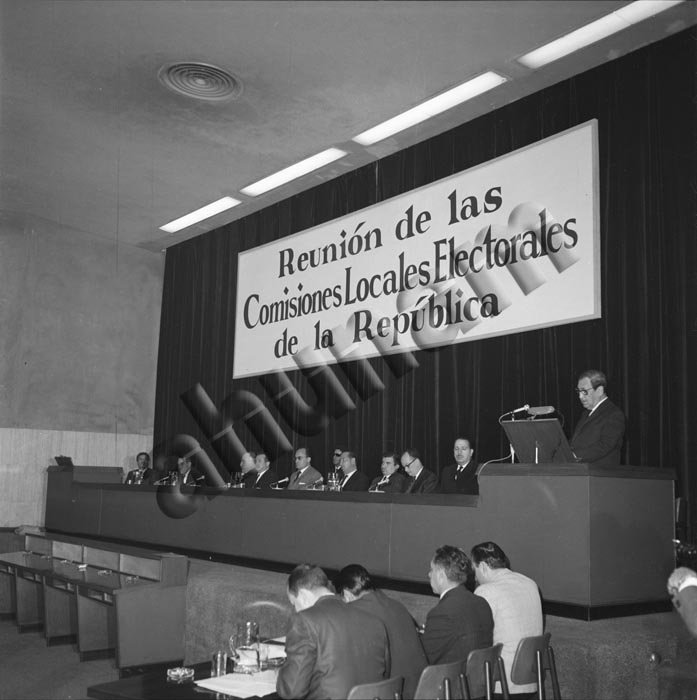 Reunión de las
Comisiones Locales Electorales
de la República
ahunam